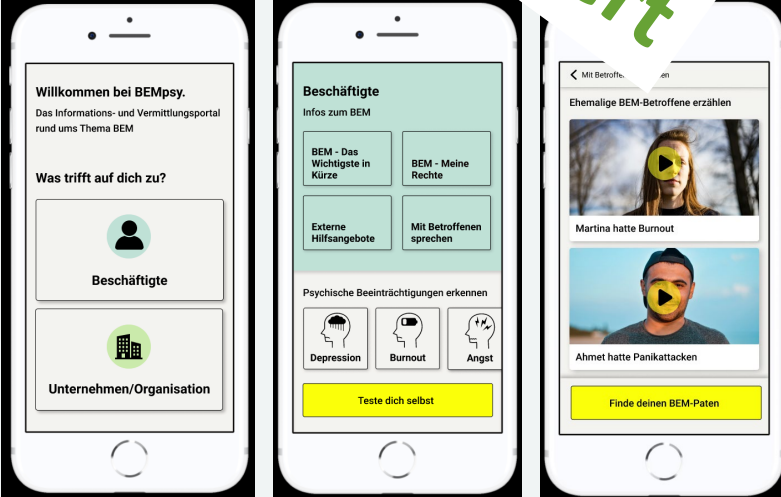 Willkommen bei BEMpsy.
Das Informations- und Vermittlungsportal
rund ums Thema BEM
Was trifft auf dich zu?
Beschäftigte
Unternehmen/Organisation
Beschäftigte
Infos zum BEM
BEM - Das
Wichtigste in
Kürze
BEM - Meine
Rechte
Externe
Hilfsangebote
Mit Betroffenen
sprechen
Psychische Beeinträchtigungen erkennen
Depression
Burnout
Angst
Teste dich selbst
Mit
Ehemalige BEM-Betroffene erzählen
Martina hatte Burnout
Ahmet hatte Panikattacken
Finde deinen BEM-Paten